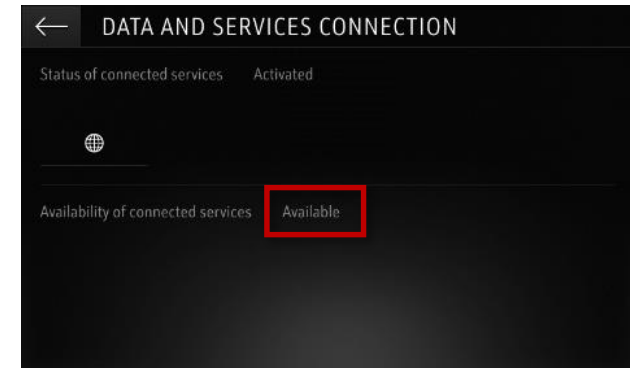 DATA AND SERVICES CONNECTION
Status of connected services Activated
Availability of connected services Available